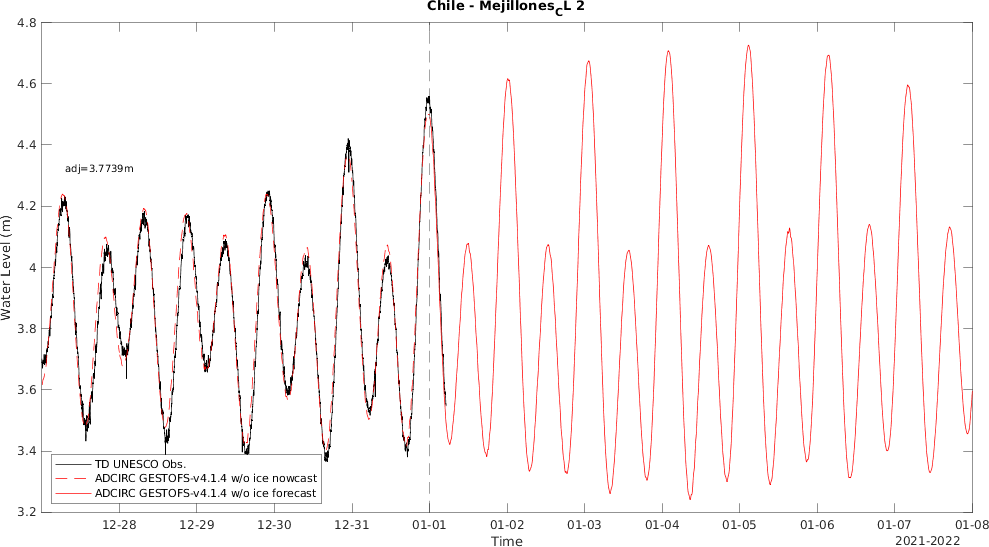 Chile - Mejillones_CL 2
4.8
4.6
4.4
4.2
4
3.8
3.6
3.4
3.2
Water Level (m)
adj=3.7739m
TD UNESCO Obs.
ADCIRC GESTOFS-v4.1.4 w/o ice nowcast
ADCIRC GESTOFS-v4.1.4 w/o ice forecast
12-28 12-29 12-30 12-31 01-01 01-02 01-03 01-04 01-05 01-06 01-07 01-08
Time
2021-2022